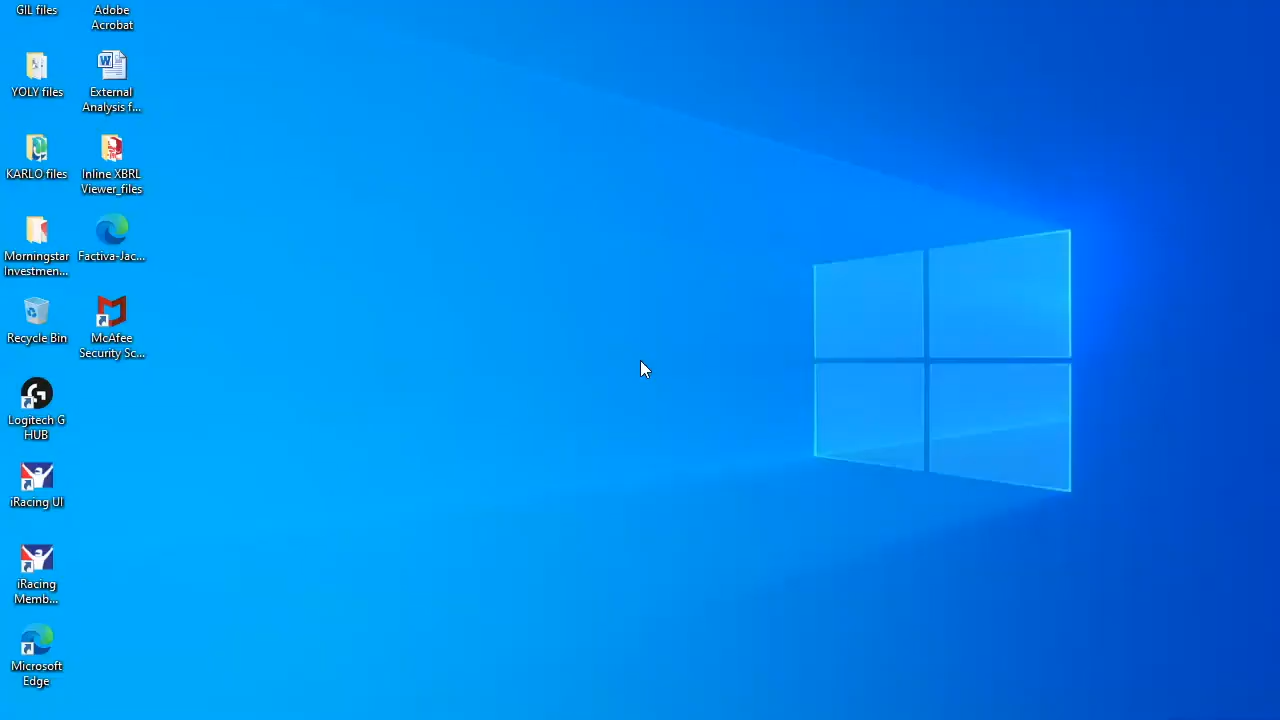 GIL files
Adobe
Acrobat
YOLY files
External
Analysis f...
KARLO files
Inline XBRL
Viewer_files
Morningstar
Investmen...
Factiva-Jac...
Recycle Bin
McAfee
Security Sc...
Logitech G
HUB
iRacing UI
iRacing
Memb...
Microsoft
Edge